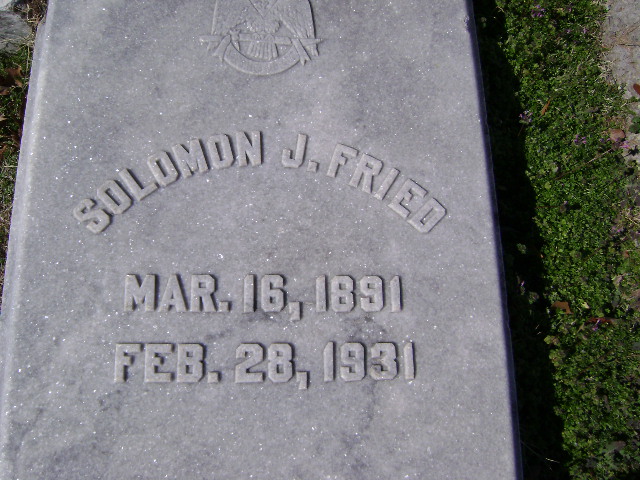 SOLOMON J. FRIED
MAR. 16, 1891
FEB. 28, 1931